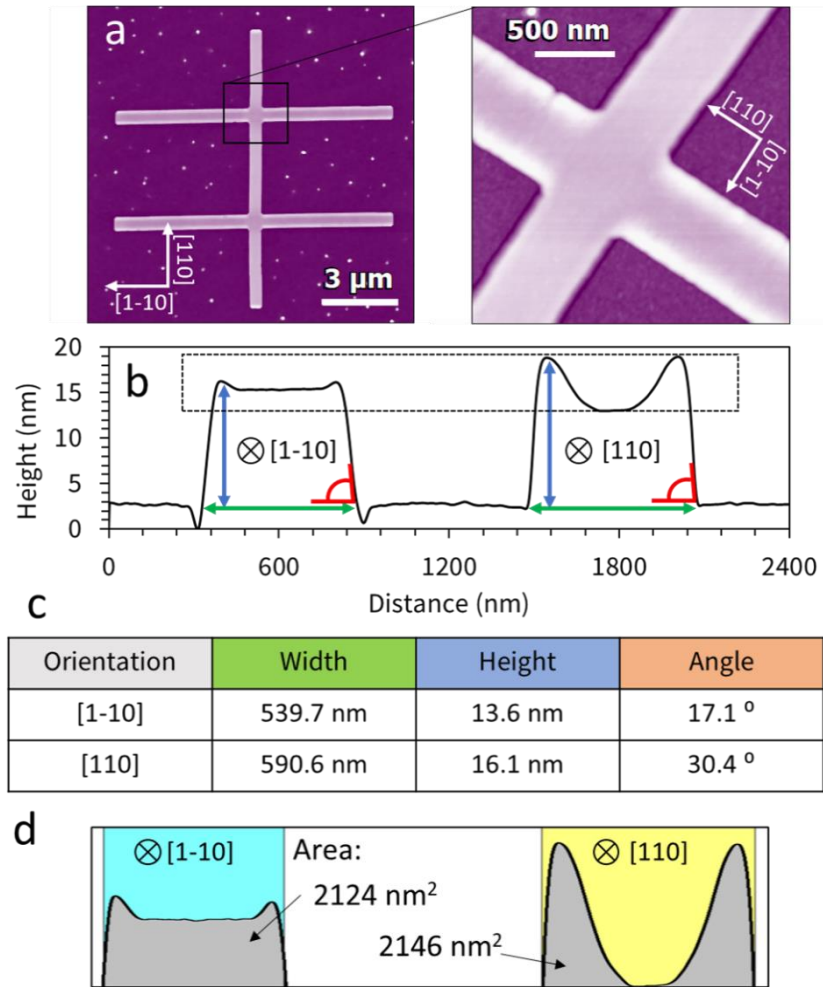 a
500 nm
[110]
[1-10]
[110]
[1-10]
3 μm
b
20
15
10
5
0
Height (nm)
⊗ [1-10]
⊗ [110]
0
600
1200
1800
2400
Distance (nm)
c
Orientation
Width
Height
Angle
[1-10]
539.7 nm
13.6 nm
17.1 º
[110]
590.6 nm
16.1 nm
30.4 º
d
⊗ [1-10]
Area:
⊗ [110]
2124 nm²
2146 nm²